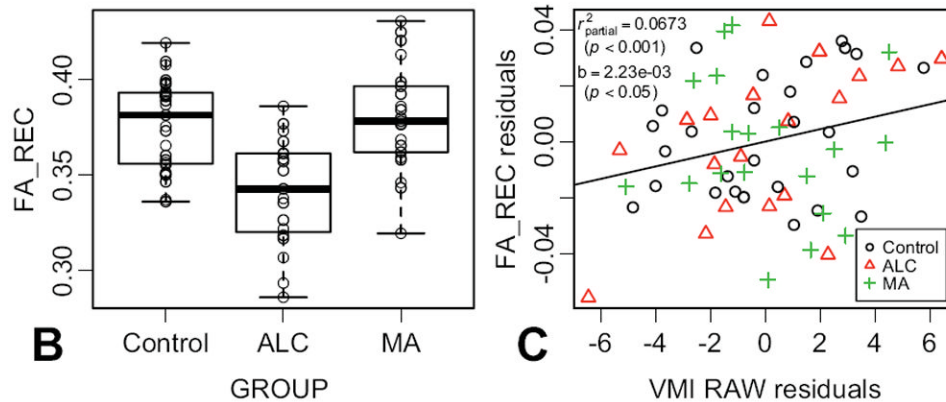 FA_REC
0.40
0.35
0.30
Control
ALC
MA
B
GROUP
FA_REC residuals
0.04
0.00
-0.04
r²partial = 0.0673
(p < 0.001)
b = 2.23e-03
(p < 0.05)
Control
ALC
MA
-6
-4
-2
0
2
4
6
C
VMI RAW residuals